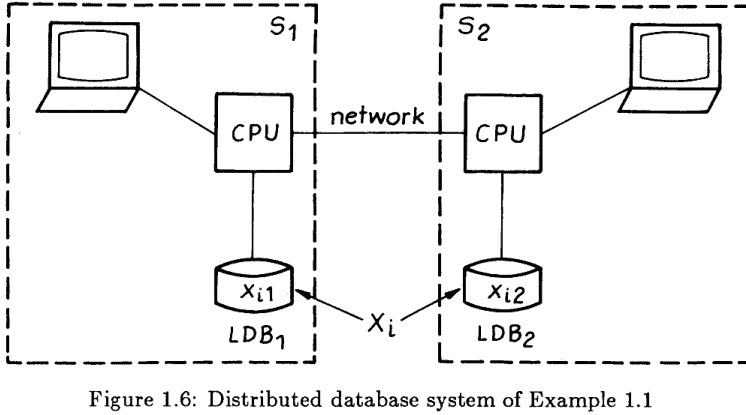 S1
S2
CPU
network
CPU
xi1
Xi
xi2
LDB1
LDB2
Figure 1.6: Distributed database system of Example 1.1